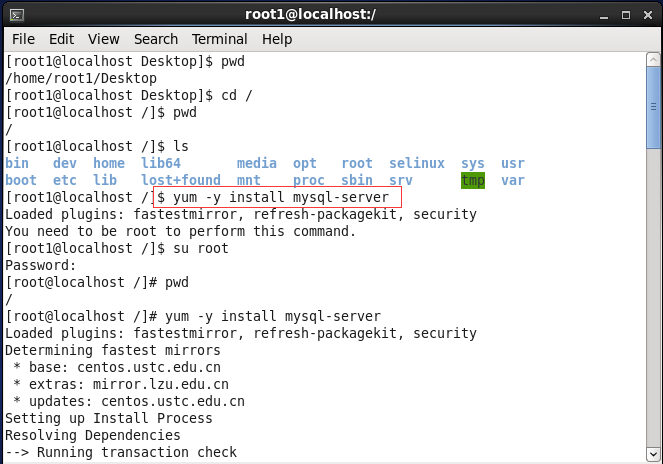 root1@localhost:/
File Edit View Search Terminal Help
[root1@localhost Desktop]$ pwd
/home/root1/Desktop
[root1@localhost Desktop]$ cd /
[root1@localhost /]$ pwd
/
[root1@localhost /]$ ls
bin dev home lib64 media opt root selinux sys usr
boot etc lib lost+found mnt proc sbin srv tmp var
[root1@localhost /]$ yum -y install mysql-server
Loaded plugins: fastestmirror, refresh-packagekit, security
You need to be root to perform this command.
[root1@localhost /]$ su root
Password:
[root@localhost /]# pwd
/
[root@localhost /]# yum -y install mysql-server
Loaded plugins: fastestmirror, refresh-packagekit, security
Determining fastest mirrors
* base: centos.ustc.edu.cn
* extras: mirror.lzu.edu.cn
* updates: centos.ustc.edu.cn
Setting up Install Process
Resolving Dependencies
--> Running transaction check